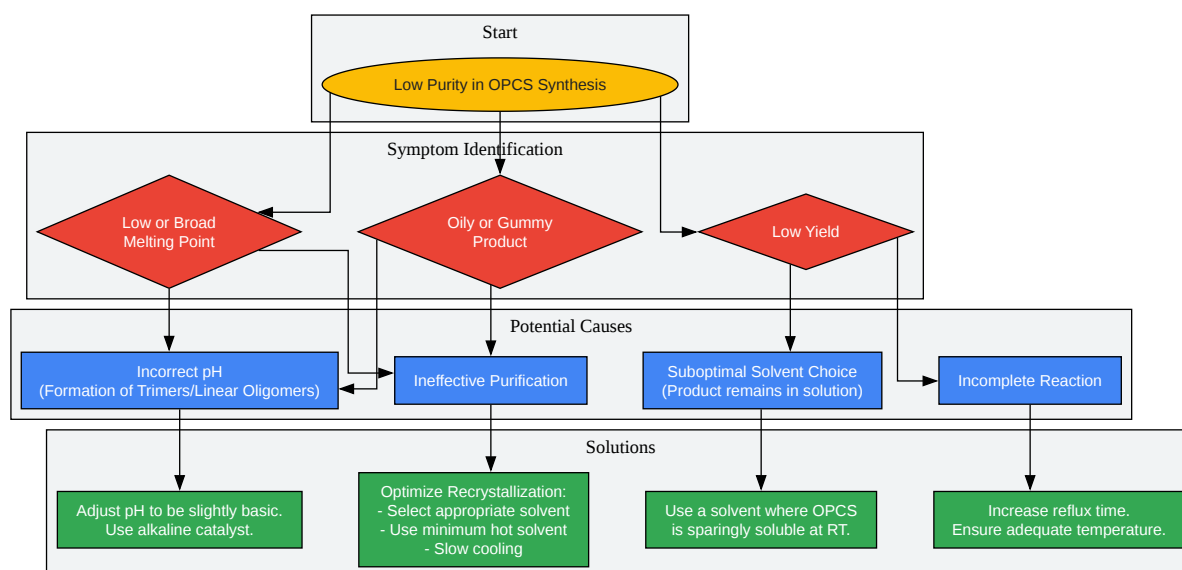 Start
Low Purity in OPCS Synthesis
Symptom Identification
Low or Broad
Melting Point
Oily or Gummy
Product
Low Yield
Potential Causes
Incorrect pH
(Formation of Trimers/Linear Oligomers)
Ineffective Purification
Suboptimal Solvent Choice
(Product remains in solution)
Incomplete Reaction
Solutions
Adjust pH to be slightly basic.
Use alkaline catalyst.
Optimize Recrystallization:
- Select appropriate solvent
- Use minimum hot solvent
- Slow cooling
Use a solvent where OPCS
is sparingly soluble at RT.
Increase reflux time.
Ensure adequate temperature.